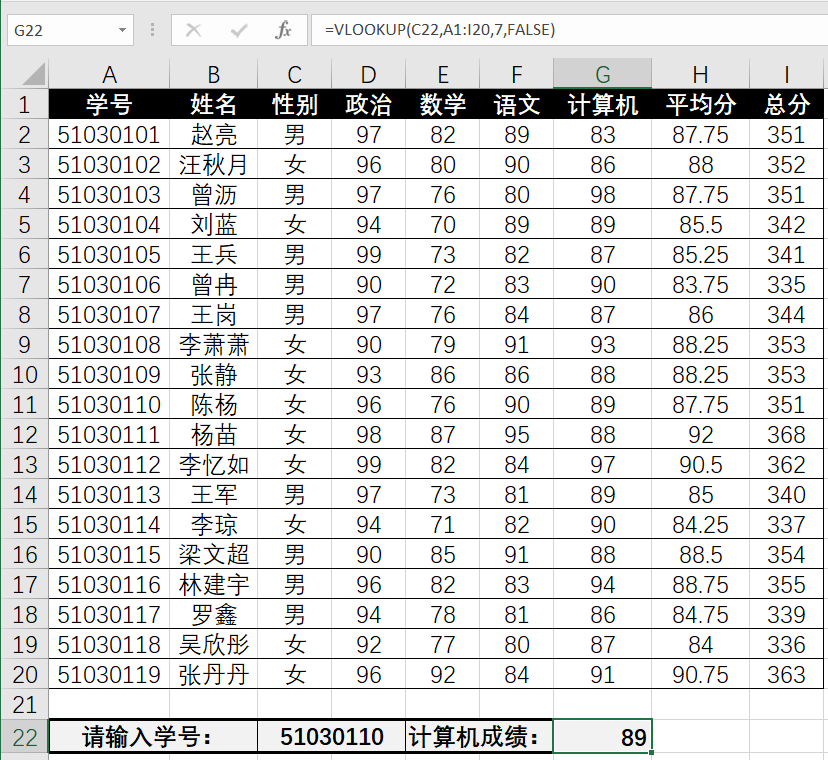 G22 fx =VLOOKUP(C22,A1:I20,7,FALSE)
A B C D E F G H I
1 学号 姓名 性别 政治 数学 语文 计算机 平均分 总分
2 51030101 赵亮 男 97 82 89 83 87.75 351
3 51030102 汪秋月 女 96 80 90 86 88 352
4 51030103 曾沥 男 97 76 80 98 87.75 351
5 51030104 刘蓝 女 94 70 89 89 85.5 342
6 51030105 王兵 男 99 73 82 87 85.25 341
7 51030106 曾冉 男 90 72 83 90 83.75 335
8 51030107 王岗 男 97 76 84 87 86 344
9 51030108 李萧萧 女 90 79 91 93 88.25 353
10 51030109 张静 女 93 86 86 88 88.25 353
11 51030110 陈杨 女 96 76 90 89 87.75 351
12 51030111 杨苗 女 98 87 95 88 92 368
13 51030112 李忆如 女 99 82 84 97 90.5 362
14 51030113 王军 男 97 73 81 89 85 340
15 51030114 李琼 女 94 71 82 90 84.25 337
16 51030115 梁文超 男 90 85 91 88 88.5 354
17 51030116 林建宇 男 96 82 83 94 88.75 355
18 51030117 罗鑫 男 94 78 81 86 84.75 339
19 51030118 吴欣彤 女 92 77 80 87 84 336
20 51030119 张丹丹 女 96 92 84 91 90.75 363
21
22 请输入学号： 51030110 计算机成绩： 89